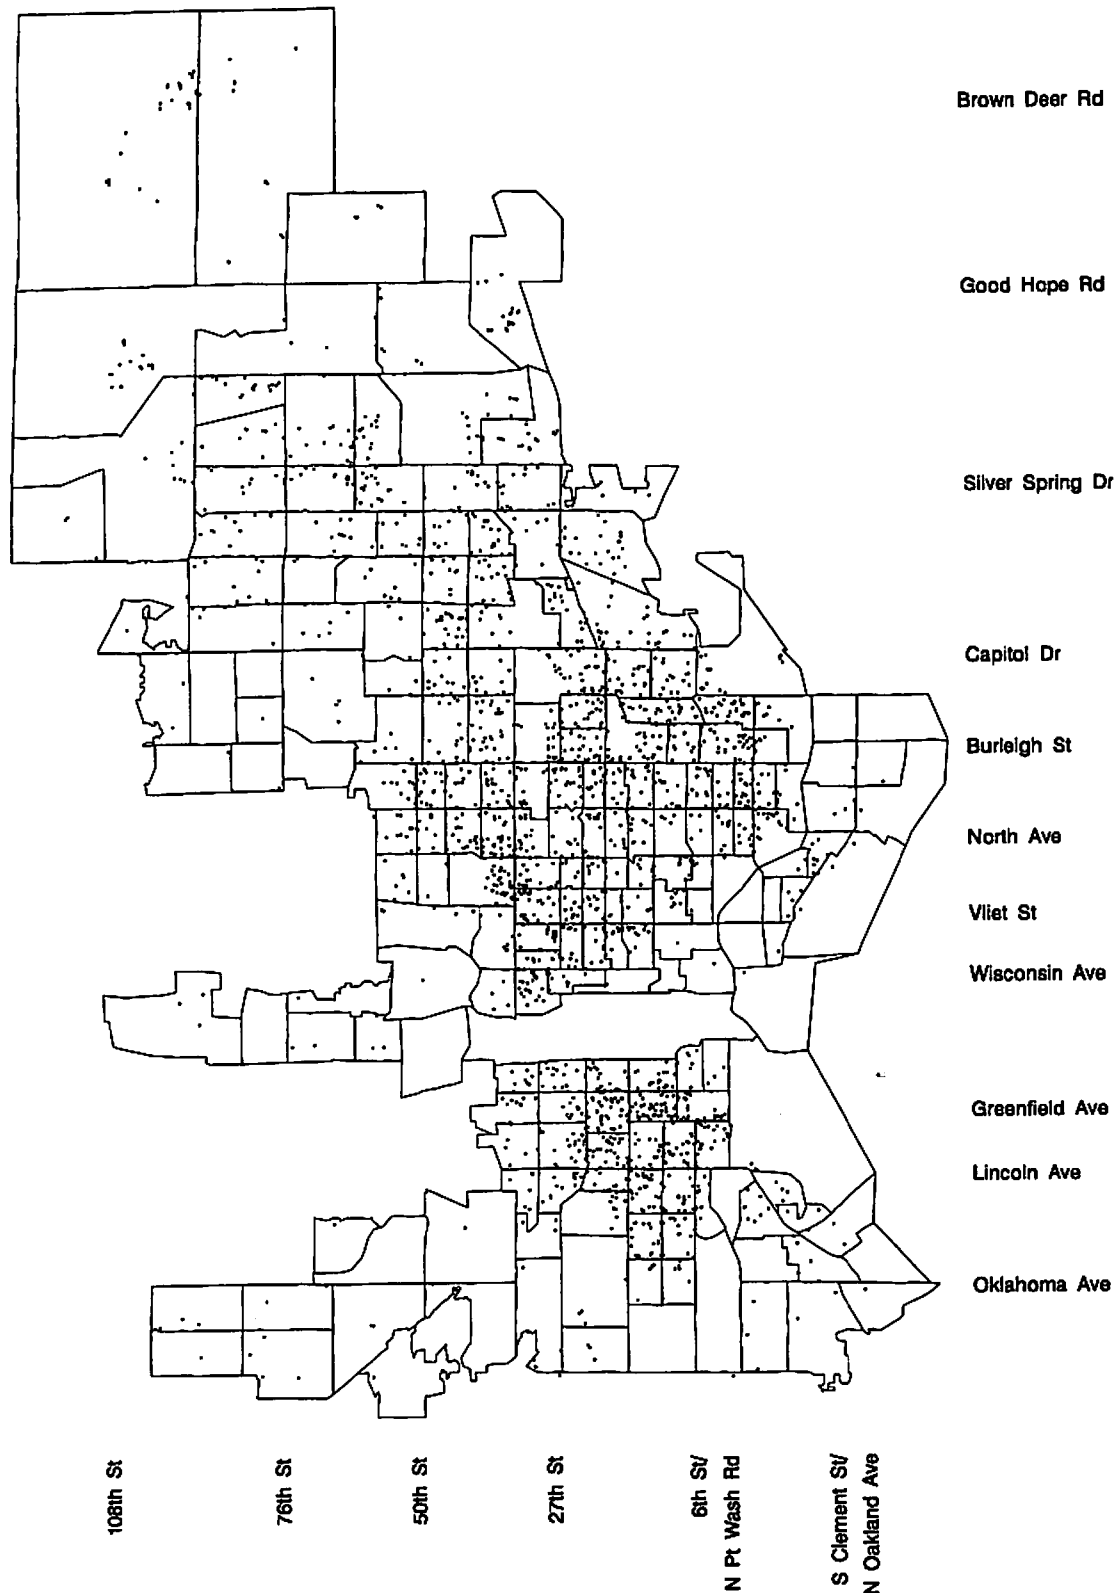 Brown Deer Rd
Good Hope Rd
Silver Spring Dr
Capitol Dr
Burleigh St
North Ave
Vliet St
Wisconsin Ave
Greenfield Ave
Lincoln Ave
Oklahoma Ave
108th St
76th St
50th St
27th St
6th St/
N Pt Wash Rd
S Clement St/
N Oakland Ave